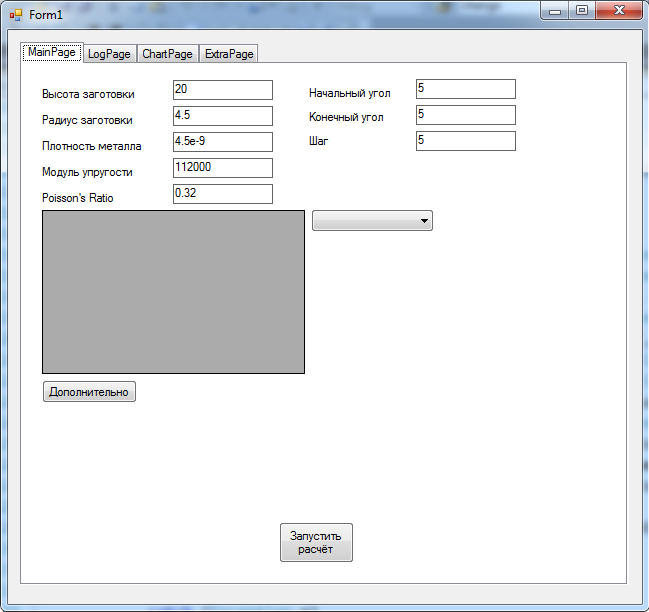 Form1
MainPage LogPage ChartPage ExtraPage
Высота заготовки 20 Начальный угол 5
Радиус заготовки 4.5 Конечный угол 5
Плотность металла 4.5e-9 Шаг 5
Модуль упругости 112000
Poisson's Ratio 0.32
Дополнительно
Запустить
расчёт